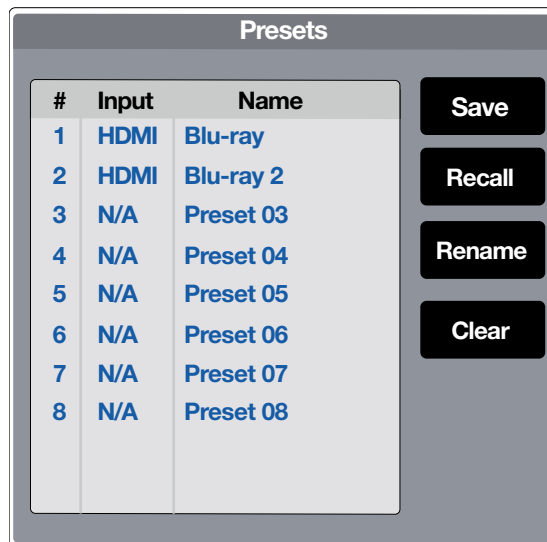 Presets
# Input Name
1 HDMI Blu-ray
2 HDMI Blu-ray 2
3 N/A Preset 03
4 N/A Preset 04
5 N/A Preset 05
6 N/A Preset 06
7 N/A Preset 07
8 N/A Preset 08
Save
Recall
Rename
Clear